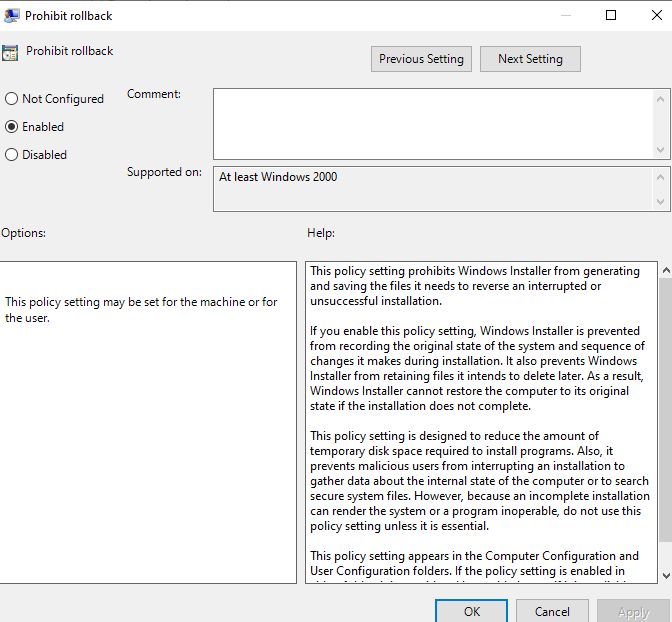 Prohibit rollback
Prohibit rollback
Previous Setting
Next Setting
Not Configured
Enabled
Disabled
Comment:
Supported on:
At least Windows 2000
Options:
Help:
This policy setting may be set for the machine or for
the user.
This policy setting prohibits Windows Installer from generating
and saving the files it needs to reverse an interrupted or
unsuccessful installation.
If you enable this policy setting, Windows Installer is prevented
from recording the original state of the system and sequence of
changes it makes during installation. It also prevents Windows
Installer from retaining files it intends to delete later. As a result,
Windows Installer cannot restore the computer to its original
state if the installation does not complete.
This policy setting is designed to reduce the amount of
temporary disk space required to install programs. Also, it
prevents malicious users from interrupting an installation to
gather data about the internal state of the computer or to search
secure system files. However, because an incomplete installation
can render the system or a program inoperable, do not use this
policy setting unless it is essential.
This policy setting appears in the Computer Configuration and
User Configuration folders. If the policy setting is enabled in
OK
Cancel
Apply